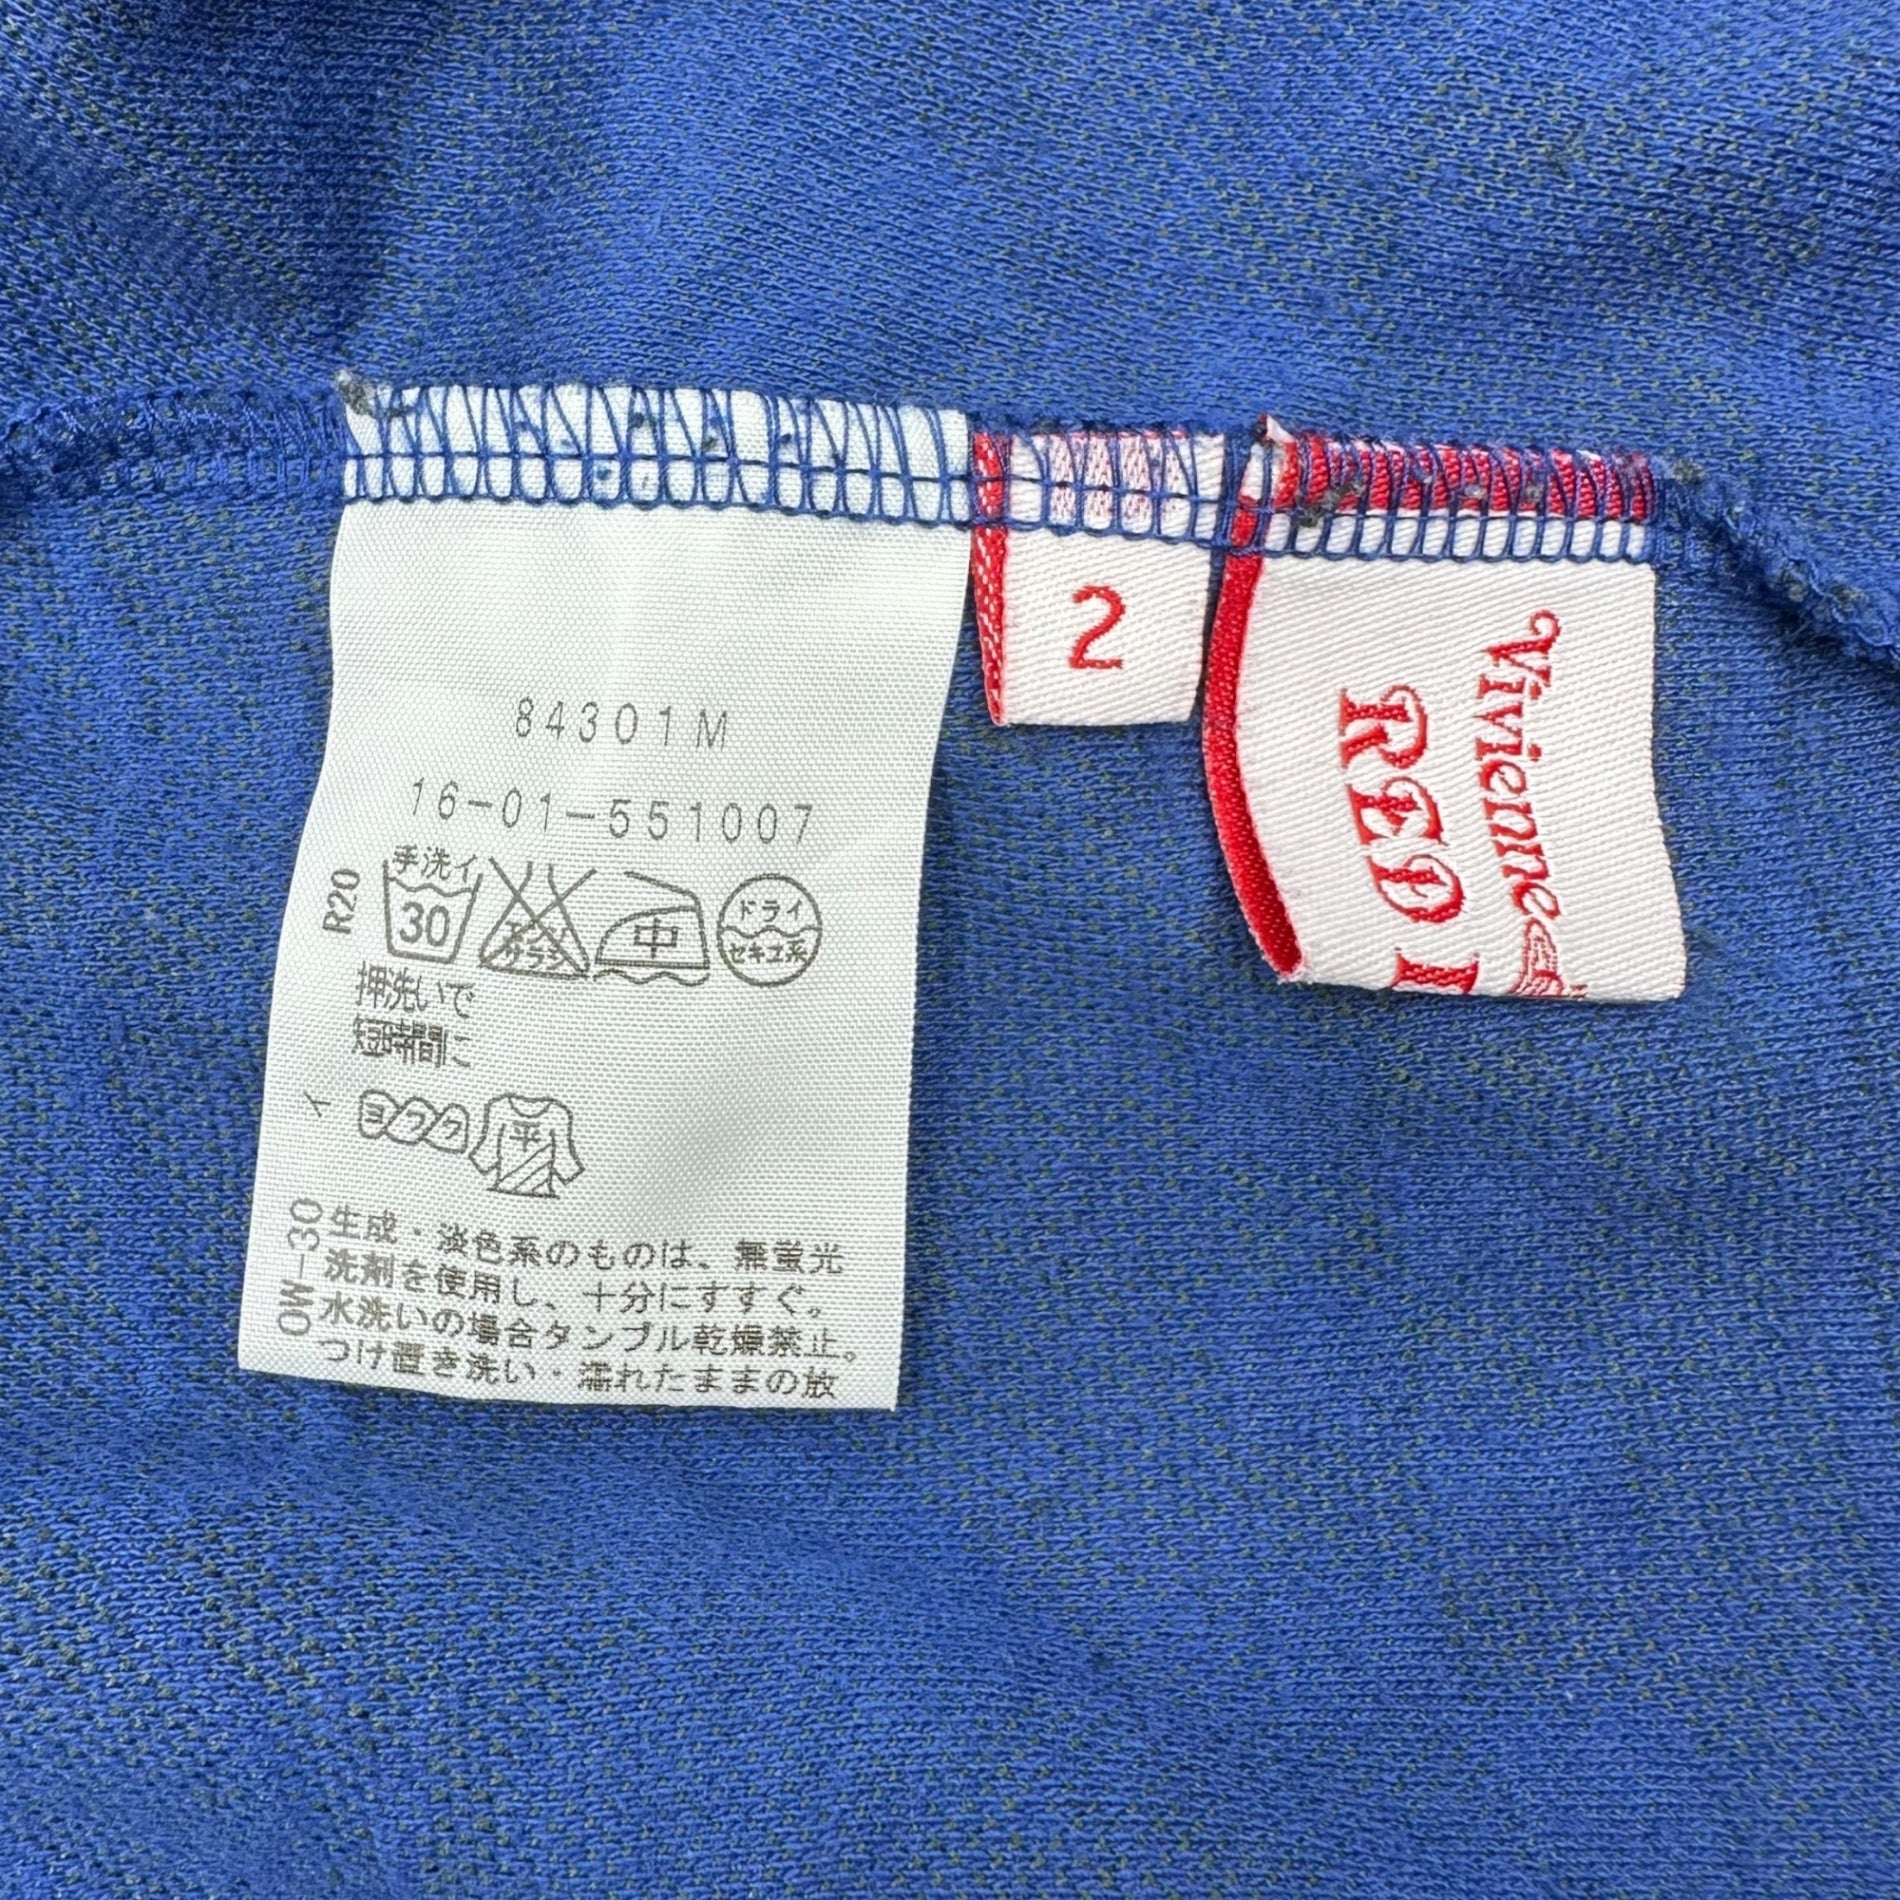 84301M
16-01-551007
R20
手洗イ
30
エンソ
サラシ
中
ドライ
セキユ系
押洗いで
短時間に
イ
ヨワク
平
OW-30
生成・淡色系のものは、無蛍光
洗剤を使用し、十分にすすぐ。
水洗いの場合タンブル乾燥禁止。
つけ置き洗い・濡れたままの放
2
Vivienne
RED